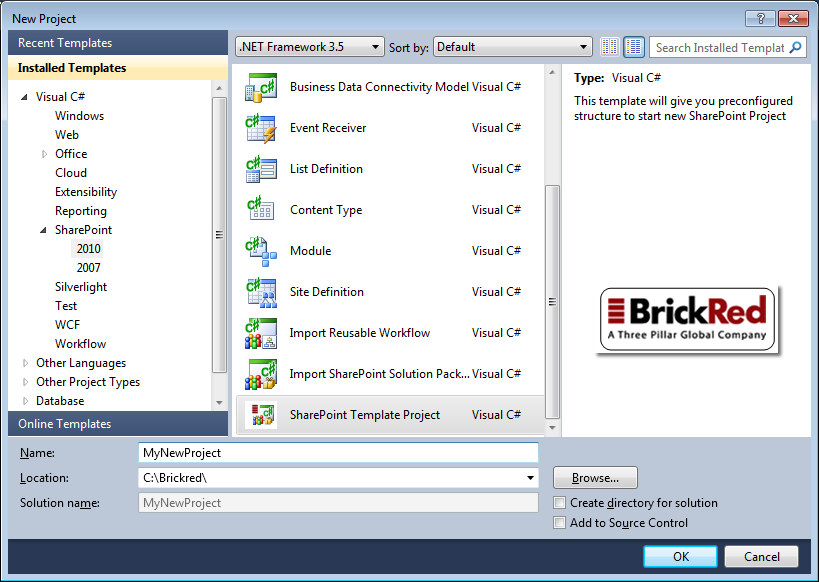 New Project
?
Recent Templates
Installed Templates
Visual C#
Windows
Web
Office
Cloud
Extensibility
Reporting
SharePoint
2010
2007
Silverlight
Test
WCF
Workflow
Other Languages
Other Project Types
Database
Online Templates
.NET Framework 3.5 Sort by: Default Search Installed Templat
Business Data Connectivity Model Visual C#
Event Receiver Visual C#
List Definition Visual C#
Content Type Visual C#
Module Visual C#
Site Definition Visual C#
Import Reusable Workflow Visual C#
Import SharePoint Solution Pack... Visual C#
SharePoint Template Project Visual C#
Type: Visual C#
This template will give you preconfigured
structure to start new SharePoint Project
BrickRed
A Three Pillar Global Company
Name: MyNewProject
Location: C:\Brickred\ Browse...
Solution name: MyNewProject
Create directory for solution
Add to Source Control
OK Cancel